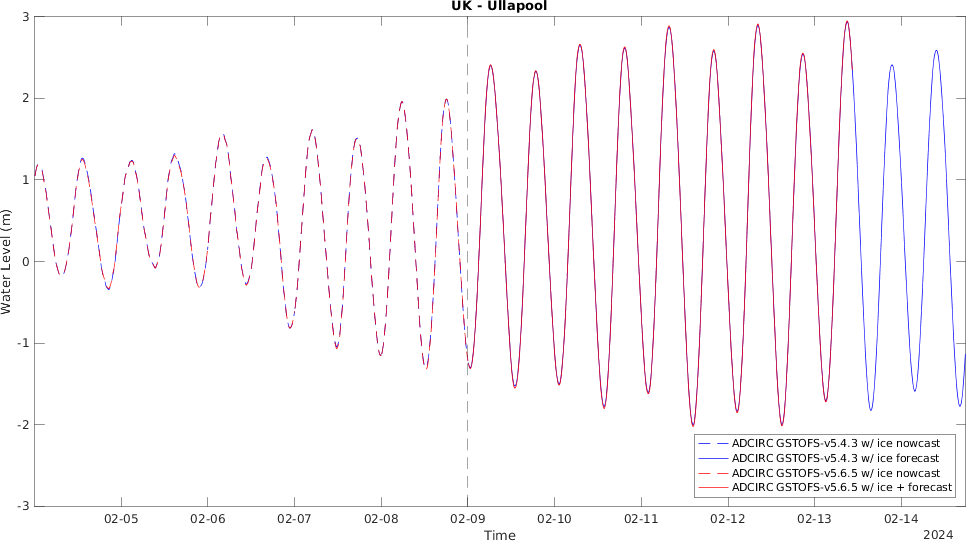 UK - Ullapool
3
2
1
0
-1
-2
-3
Water Level (m)
02-05 02-06 02-07 02-08 02-09 02-10 02-11 02-12 02-13 02-14
Time
2024
ADCIRC GSTOFS-v5.4.3 w/ ice nowcast
ADCIRC GSTOFS-v5.4.3 w/ ice forecast
ADCIRC GSTOFS-v5.6.5 w/ ice nowcast
ADCIRC GSTOFS-v5.6.5 w/ ice + forecast